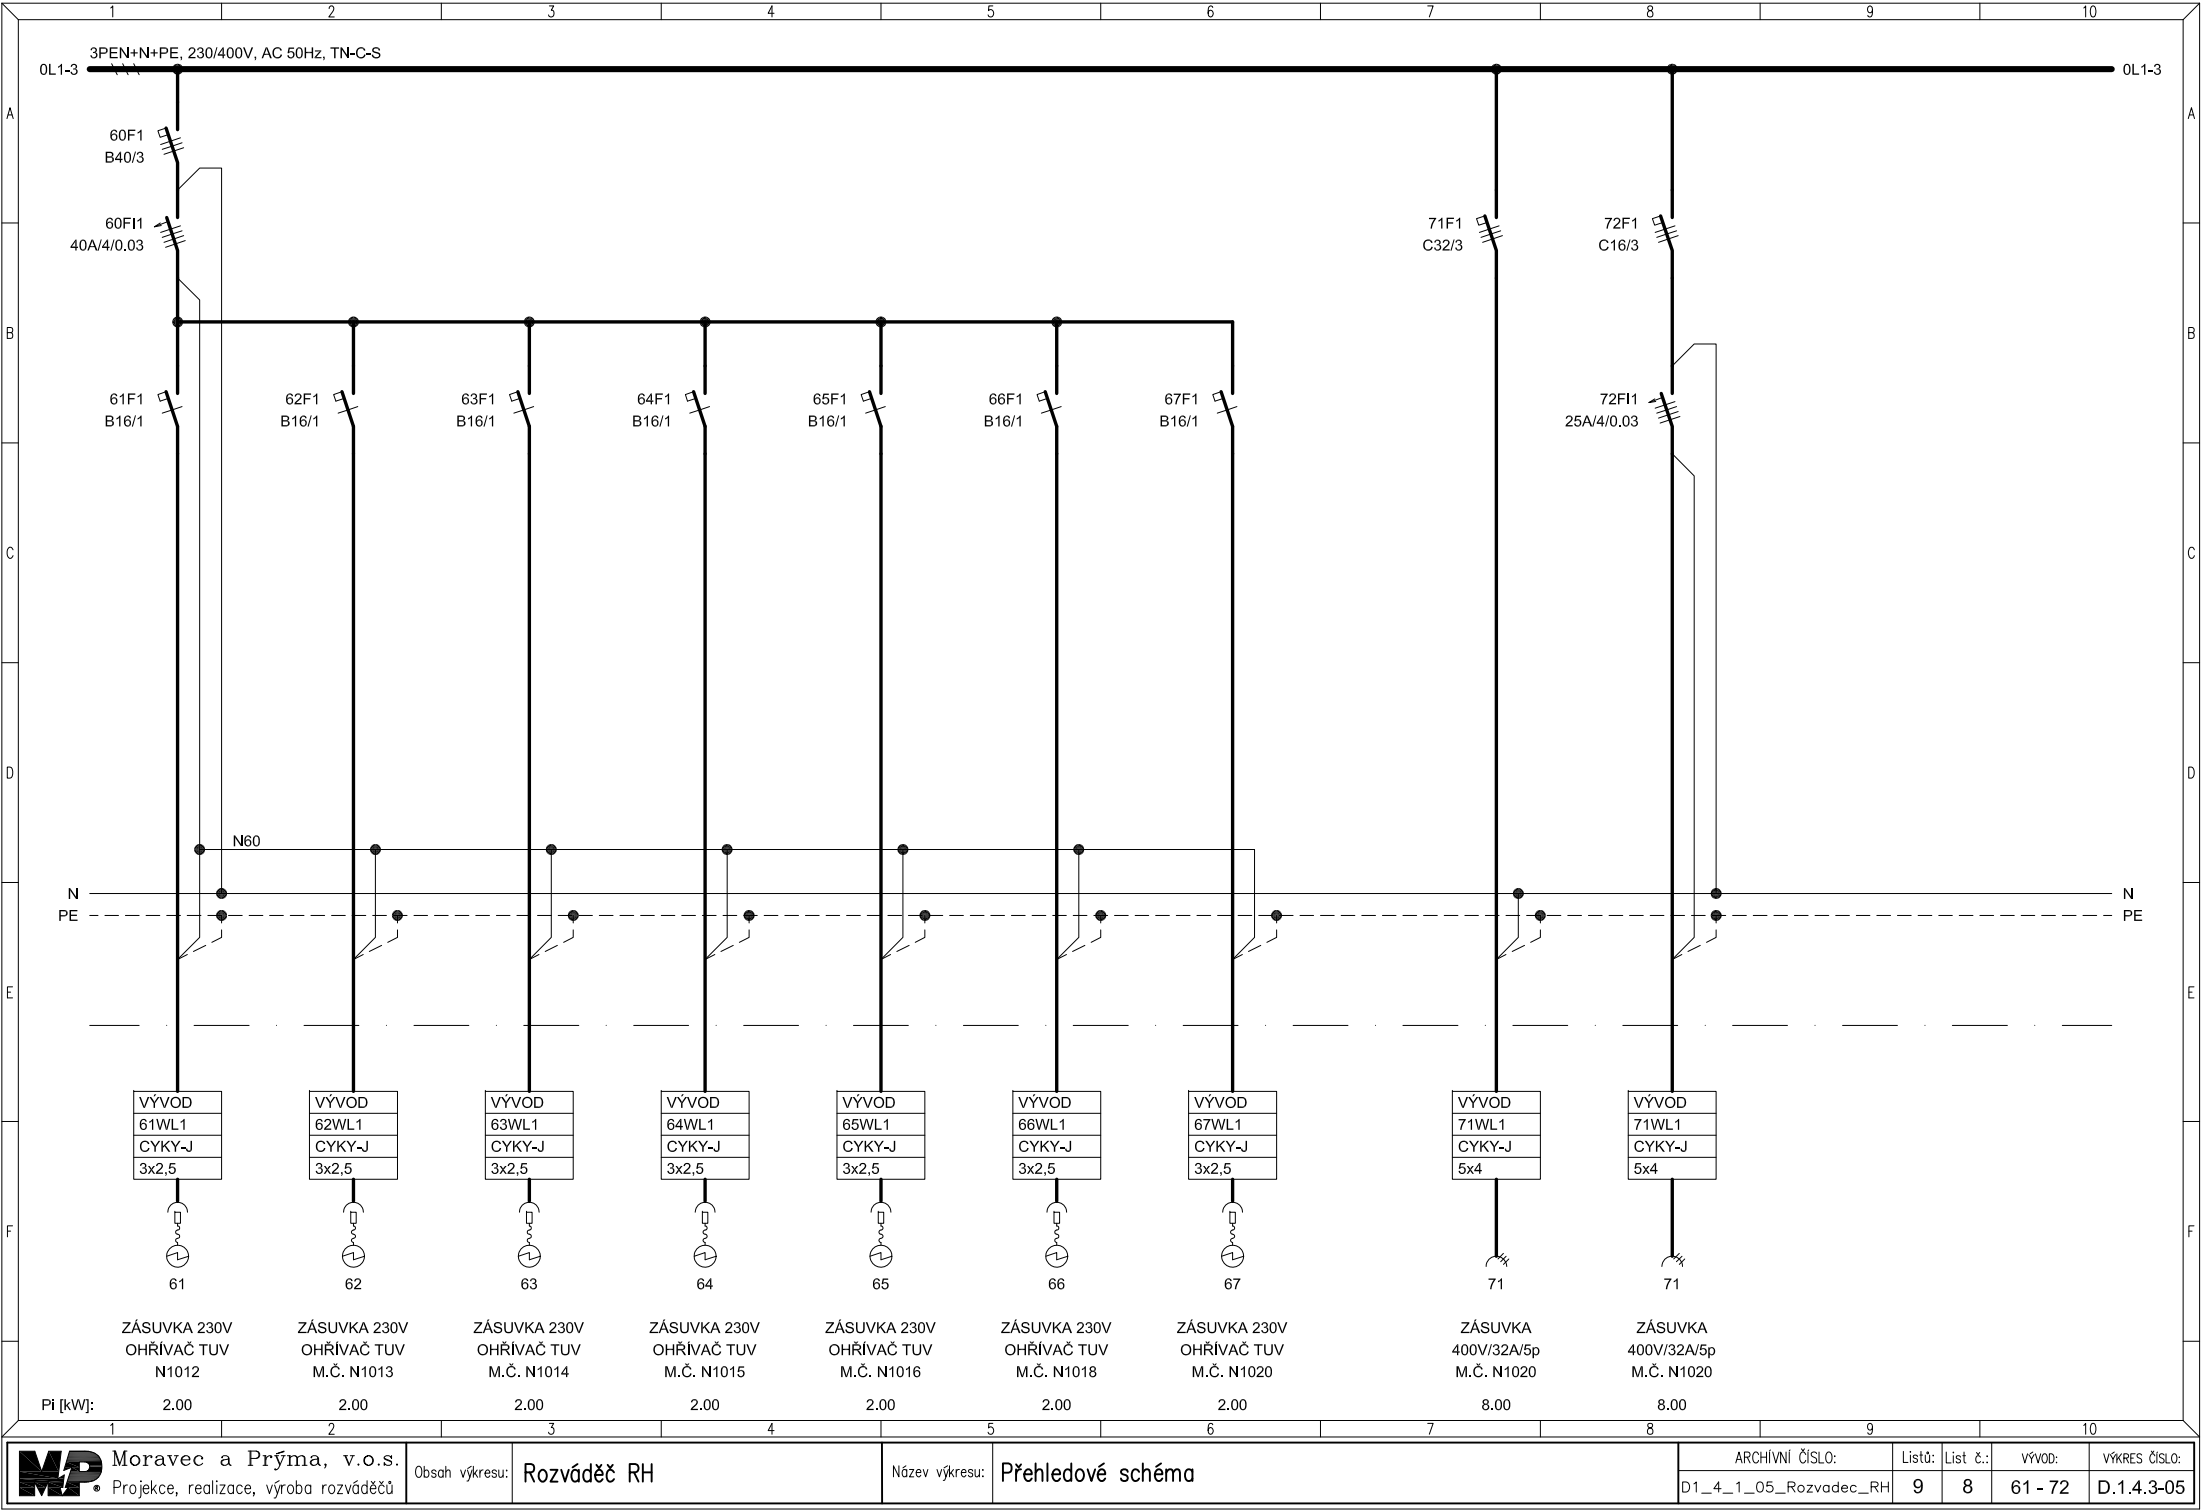 1 2 3 4 5 6 7 8 9 10
3PEN+N+PE, 230/400V, AC 50Hz, TN-C-S
0L1-3 0L1-3
A A
60F1
B40/3
60FI1 71F1 72F1
40A/4/0.03 C32/3 C16/3
B B
61F1 62F1 63F1 64F1 65F1 66F1 67F1 72FI1
B16/1 B16/1 B16/1 B16/1 B16/1 B16/1 B16/1 25A/4/0.03
C C
D D
N60
N N
PE PE
E E
VÝVOD VÝVOD VÝVOD VÝVOD VÝVOD VÝVOD VÝVOD VÝVOD VÝVOD
61WL1 62WL1 63WL1 64WL1 65WL1 66WL1 67WL1 71WL1 71WL1
CYKY-J CYKY-J CYKY-J CYKY-J CYKY-J CYKY-J CYKY-J CYKY-J CYKY-J
3x2,5 3x2,5 3x2,5 3x2,5 3x2,5 3x2,5 3x2,5 5x4 5x4
F F
61 62 63 64 65 66 67 71 71
ZÁSUVKA 230V ZÁSUVKA 230V ZÁSUVKA 230V ZÁSUVKA 230V ZÁSUVKA 230V ZÁSUVKA 230V ZÁSUVKA 230V ZÁSUVKA ZÁSUVKA
OHŘÍVAČ TUV OHŘÍVAČ TUV OHŘÍVAČ TUV OHŘÍVAČ TUV OHŘÍVAČ TUV OHŘÍVAČ TUV OHŘÍVAČ TUV 400V/32A/5p 400V/32A/5p
N1012 M.Č. N1013 M.Č. N1014 M.Č. N1015 M.Č. N1016 M.Č. N1018 M.Č. N1020 M.Č. N1020 M.Č. N1020
Pi [kW]: 2.00 2.00 2.00 2.00 2.00 2.00 2.00 8.00 8.00
1 2 3 4 5 6 7 8 9 10
MP® Moravec a Prýma, v.o.s.
Projekce, realizace, výroba rozváděčů
Obsah výkresu: Rozváděč RH
Název výkresu: Přehledové schéma
ARCHÍVNÍ ČÍSLO: Listů: List č.: VÝVOD: VÝKRES ČÍSLO:
D1_4_1_05_Rozvadec_RH 9 8 61 - 72 D.1.4.3-05